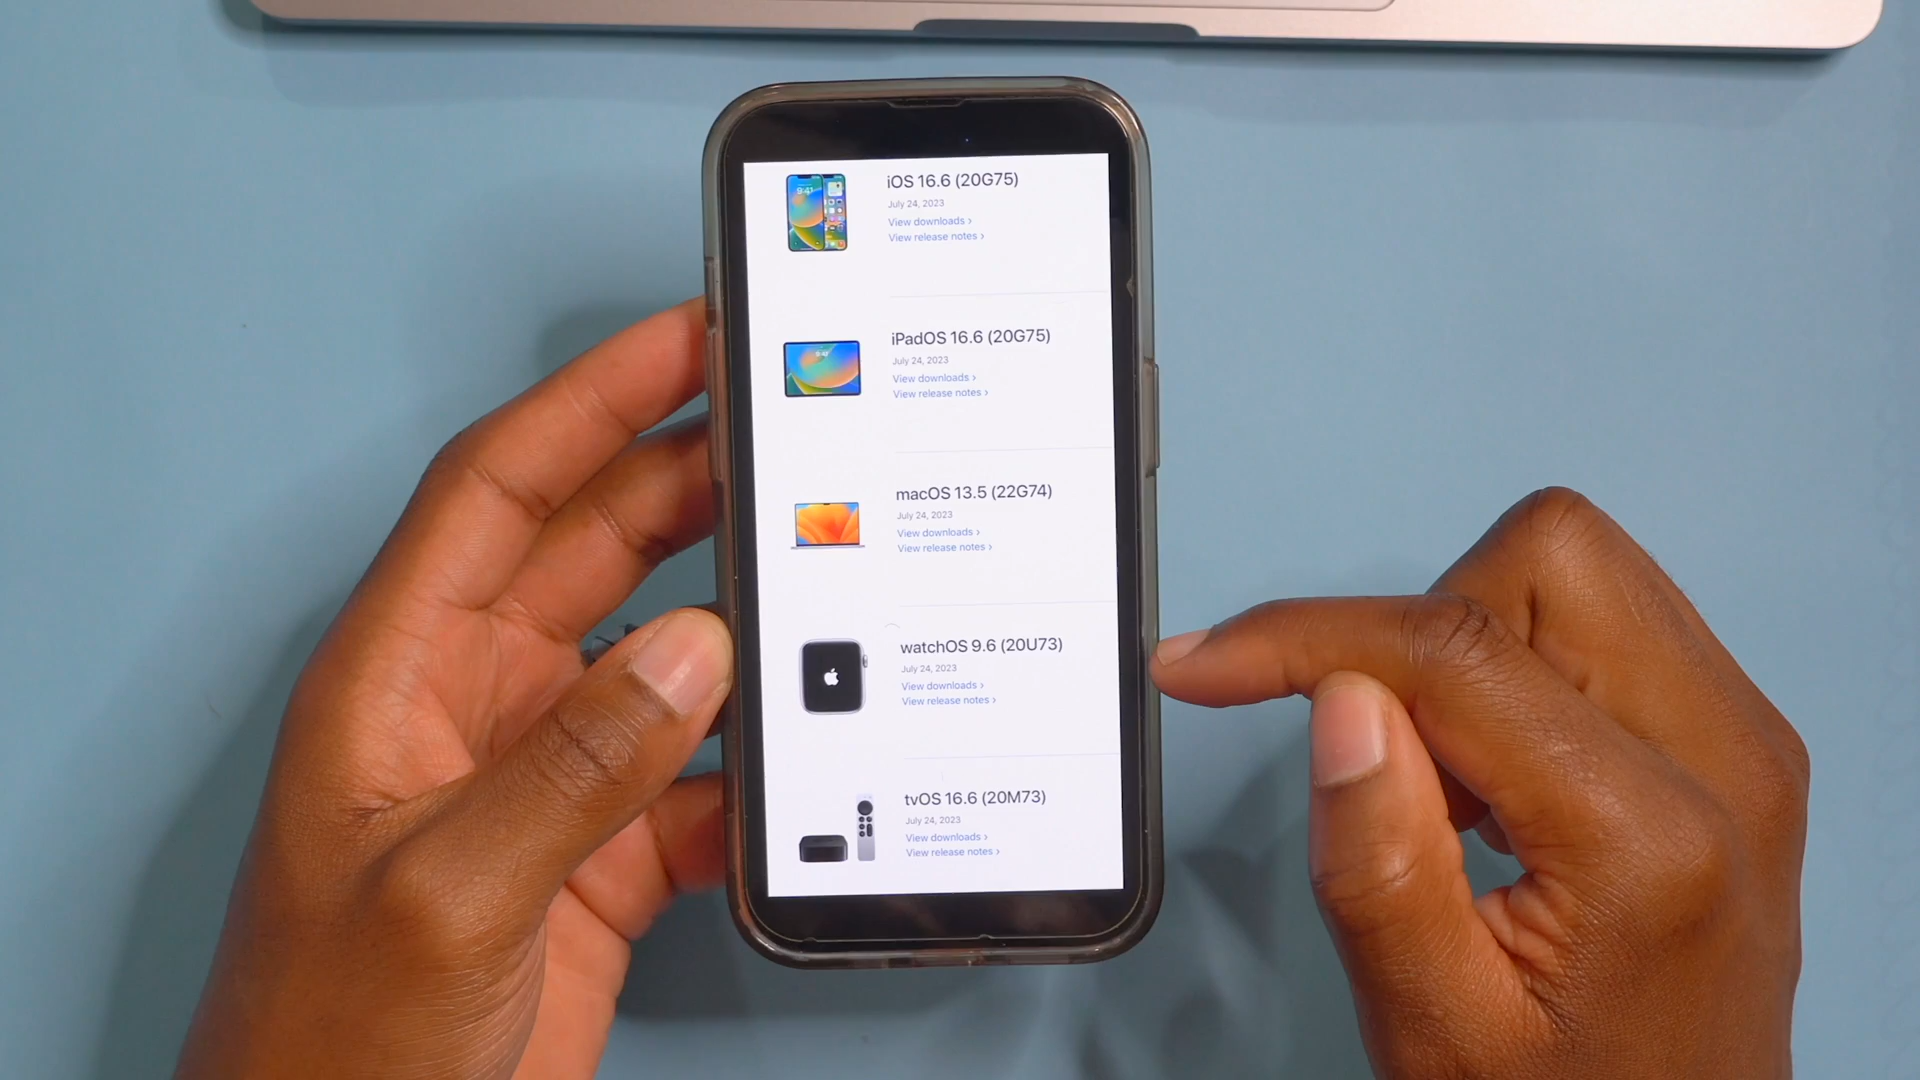 iOS 16.6 (20G75)
July 24, 2023
View downloads ›
View release notes ›
9:41
iPadOS 16.6 (20G75)
July 24, 2023
View downloads ›
View release notes ›
macOS 13.5 (22G74)
July 24, 2023
View downloads ›
View release notes ›
watchOS 9.6 (20U73)
July 24, 2023
View downloads ›
View release notes ›
tvOS 16.6 (20M73)
July 24, 2023
View downloads ›
View release notes ›